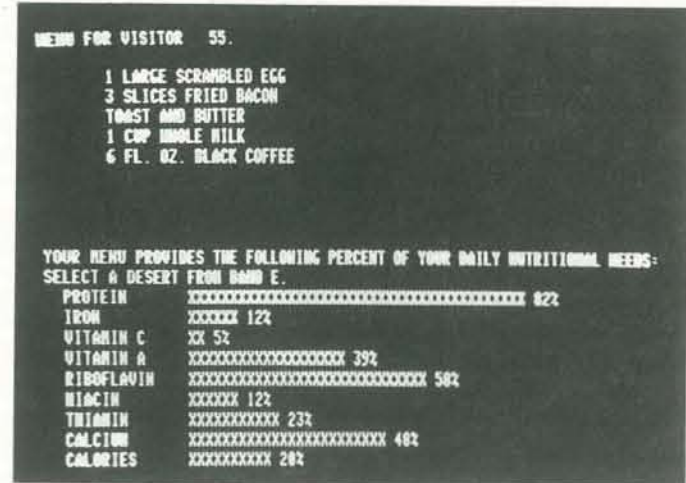 MENU FOR VISITOR 55.
1 LARGE SCRAMBLED EGG
3 SLICES FRIED BACON
TOAST AND BUTTER
1 CUP WHOLE MILK
6 FL. OZ. BLACK COFFEE
YOUR MENU PROVIDES THE FOLLOWING PERCENT OF YOUR DAILY NUTRITIONAL NEEDS:
SELECT A DESERT FROM BAND E.
PROTEIN XXXXXXXXXXXXXXXXXXXXXXXXXXXXXXXXXXXXXXXXX 82%
IRON XXXXXX 12%
VITAMIN C XX 5%
VITAMIN A XXXXXXXXXXXXXXXXXXX 39%
RIBOFLAVIN XXXXXXXXXXXXXXXXXXXXXXXXXXXXX 58%
NIACIN XXXXXX 12%
THIAMIN XXXXXXXXXXX 23%
CALCIUM XXXXXXXXXXXXXXXXXXXXXXXX 48%
CALORIES XXXXXXXXXX 20%